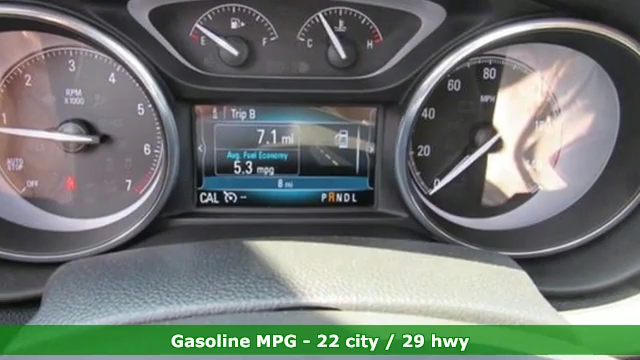 E F
C H
1 2 3 4 5 6 7
RPM
X1000
AUTO
STOP
OFF
Trip B
7.1 mi
Avg. Fuel Economy
5.3 mpg
8 mi
CAL --
PRNDL
0 20 40 60 80
MPH
Gasoline MPG - 22 city / 29 hwy